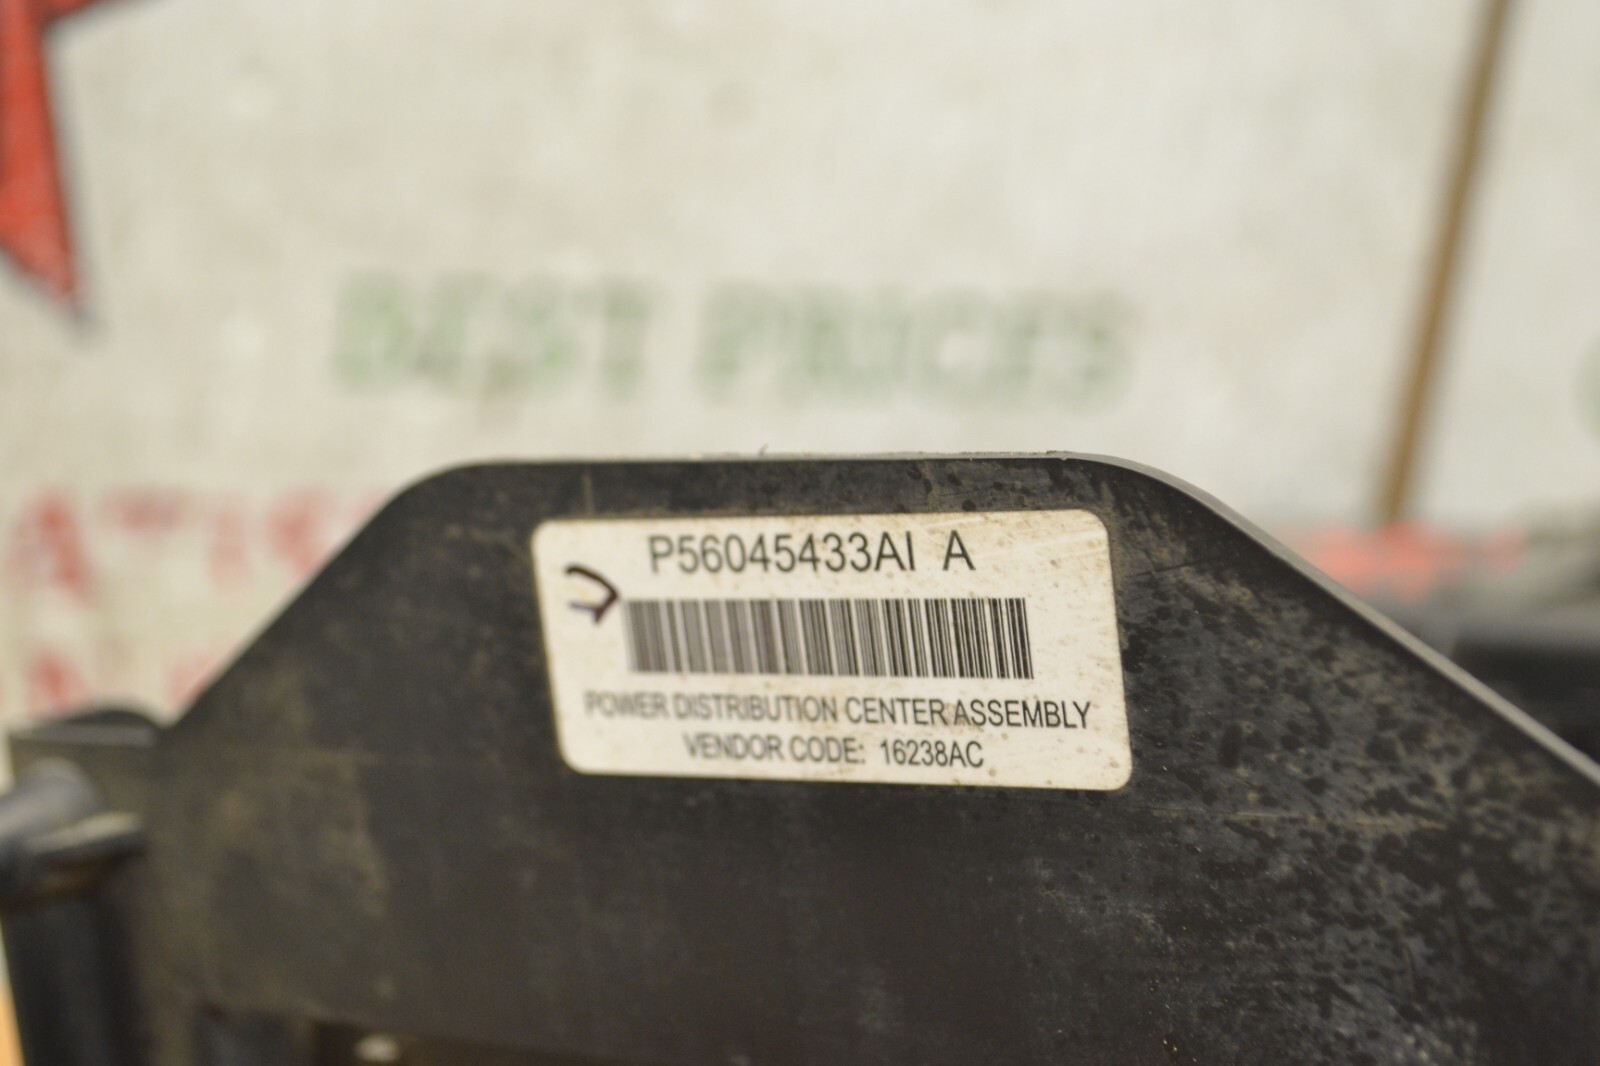 BEST PRICES
P56045433AI A
POWER DISTRIBUTION CENTER ASSEMBLY
VENDOR CODE: 16238AC